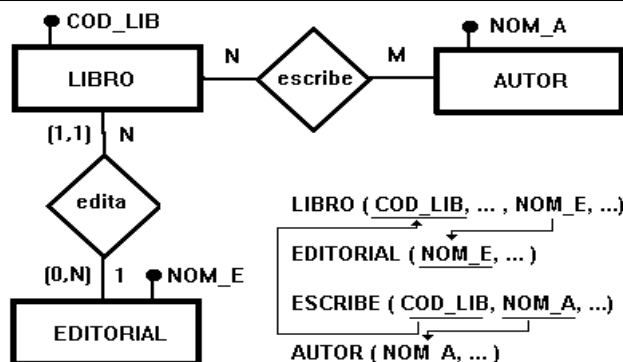 COD_LIB
NOM_A
LIBRO
N
escribe
M
AUTOR
(1,1) N
edita
(0,N) 1 NOM_E
EDITORIAL
LIBRO ( COD_LIB, ... , NOM_E, ...)
EDITORIAL ( NOM_E, ... )
ESCRIBE ( COD_LIB, NOM_A, ...)
AUTOR ( NOM_A, ... )